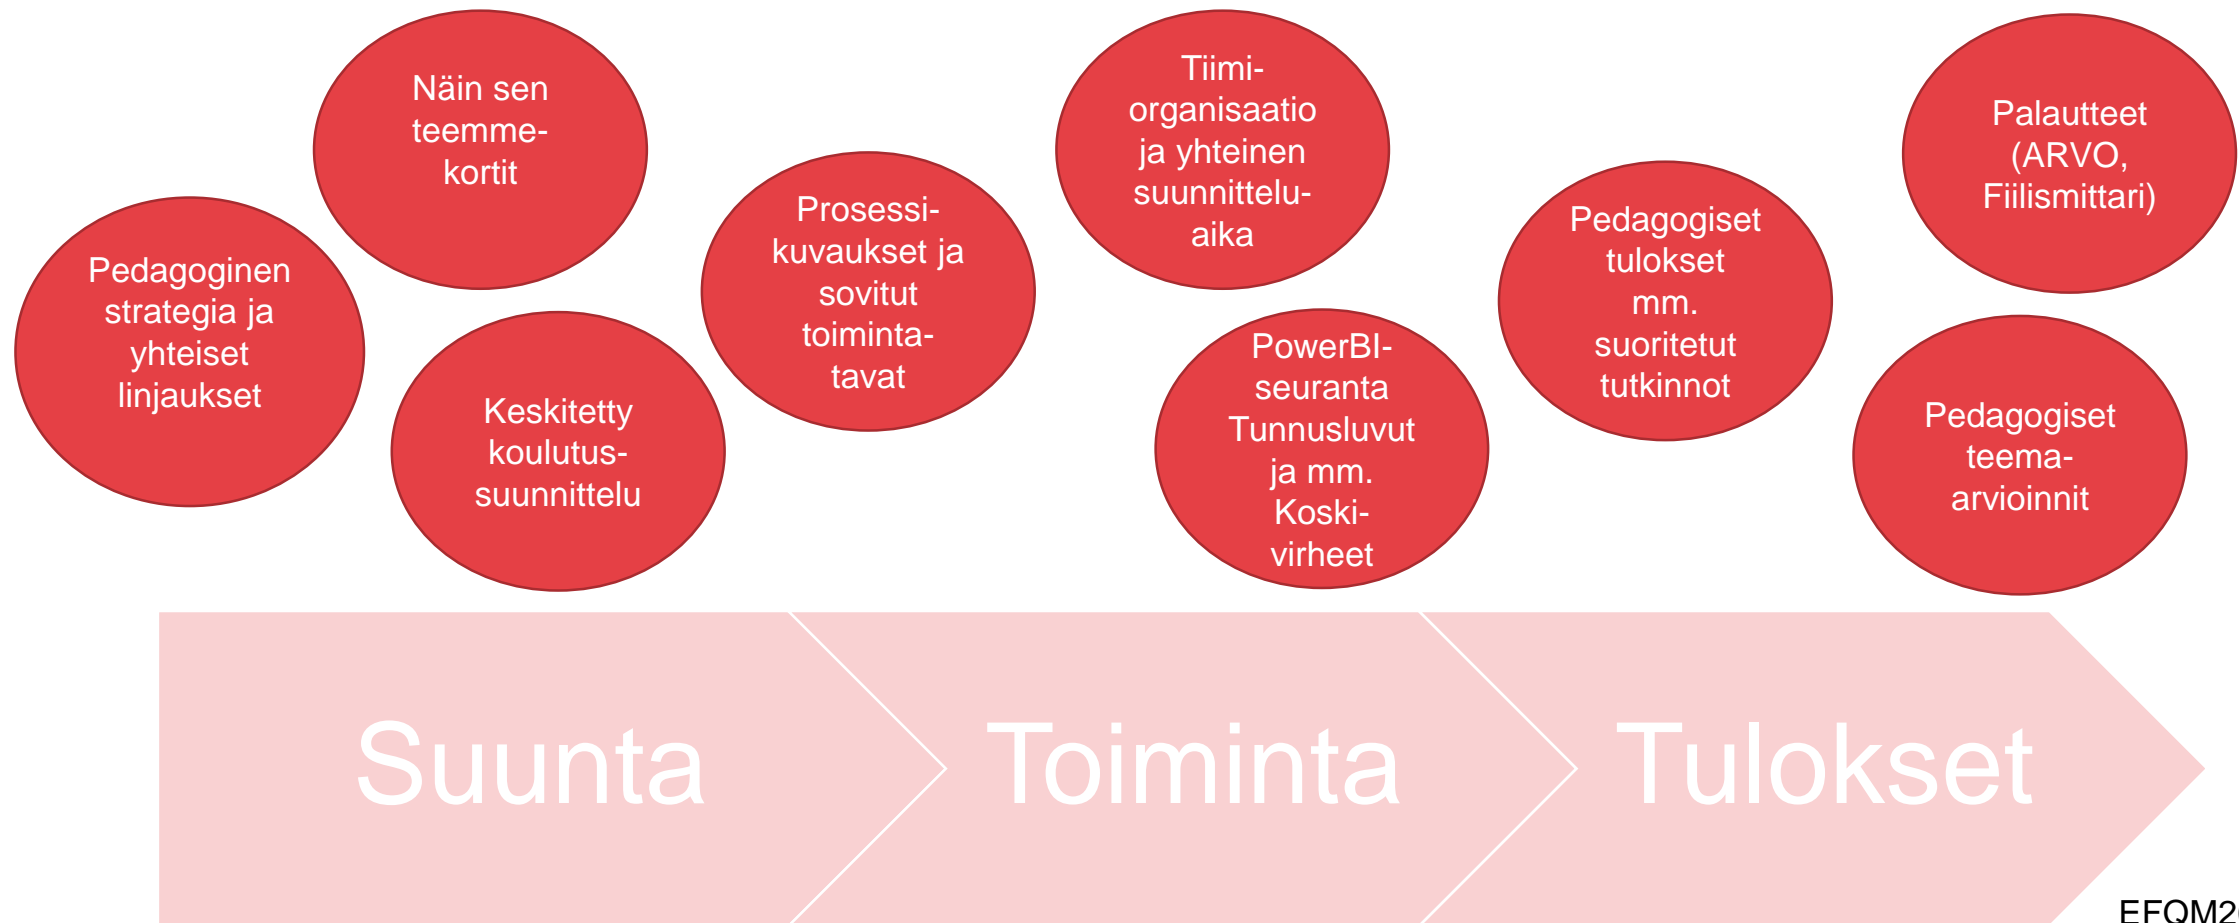 Näin sen
teemme-
kortit
Pedagoginen
strategia ja
yhteiset
linjaukset
Keskitetty
koulutus-
suunnittelu
Prosessi-
kuvaukset ja
sovitut
toiminta-
tavat
Tiimi-
organisaatio
ja yhteinen
suunnittelu-
aika
PowerBI-
seuranta
Tunnusluvut
ja mm.
Koski-
virheet
Pedagogiset
tulokset
mm.
suoritetut
tutkinnot
Palautteet
(ARVO,
Fiilismittari)
Pedagogiset
teema-
arvioinnit
Suunta
Toiminta
Tulokset
EFQM2